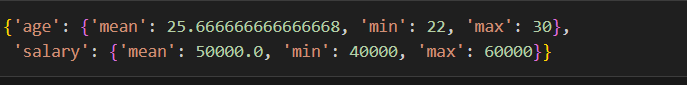 {'age': {'mean': 25.666666666666668, 'min': 22, 'max': 30},
 'salary': {'mean': 50000.0, 'min': 40000, 'max': 60000}}